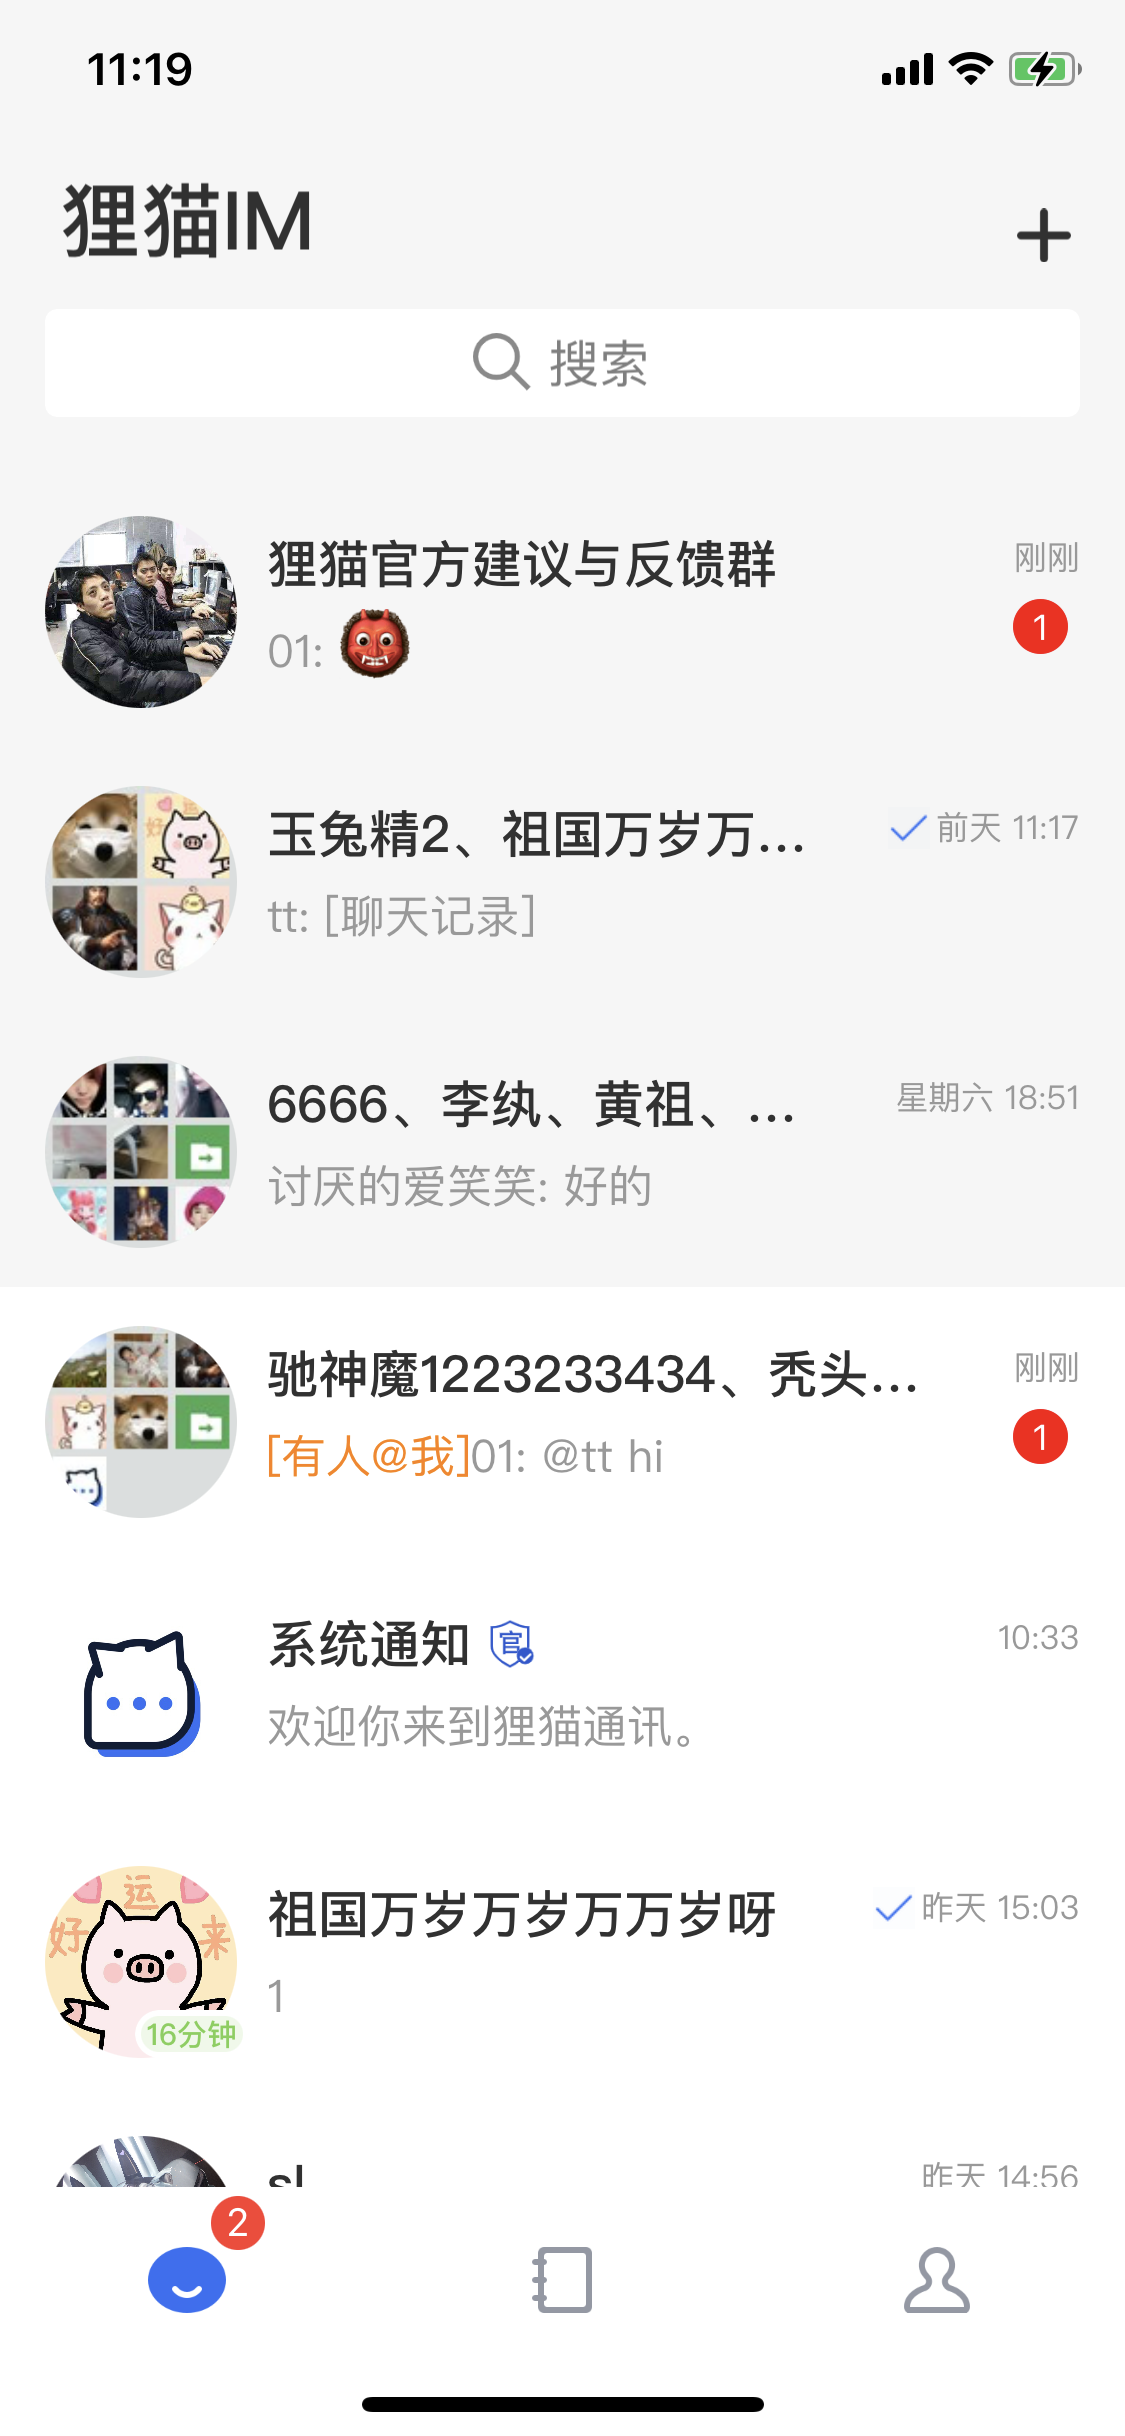 11:19
狸猫IM
搜索
狸猫官方建议与反馈群
刚刚
01: 👹
1
玉兔精2、祖国万岁万...
前天 11:17
tt: [聊天记录]
6666、李纨、黄祖、...
星期六 18:51
讨厌的爱笑笑: 好的
驰神魔1223233434、秃头...
刚刚
[有人@我]01: @tt hi
1
系统通知 官
10:33
欢迎你来到狸猫通讯。
祖国万岁万岁万万岁呀
昨天 15:03
1
好运来
16分钟
sl
昨天 14:56
2